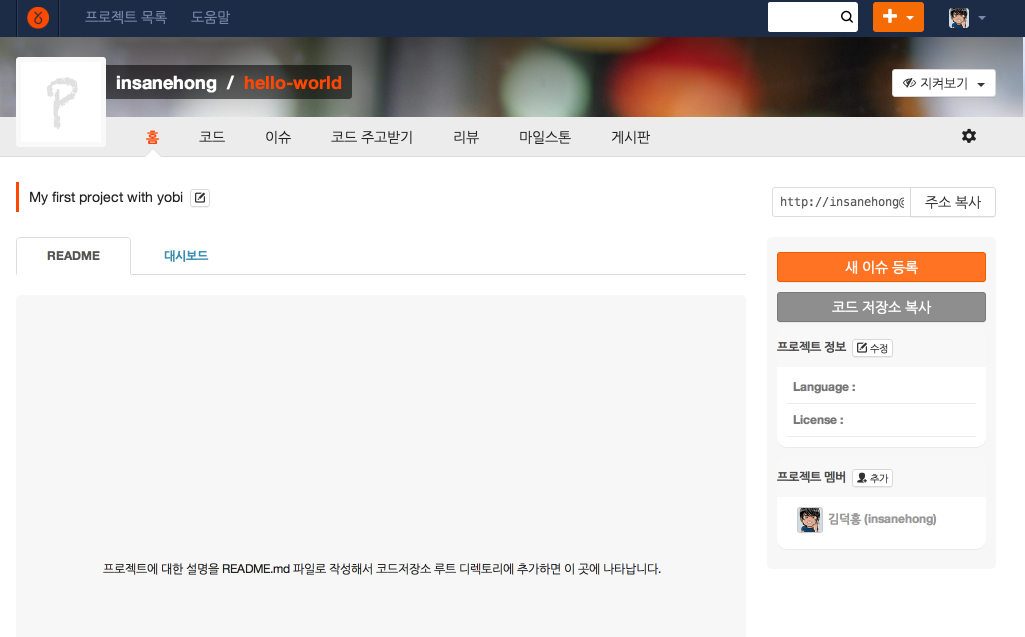 프로젝트 목록 도움말
insanehong / hello-world
지켜보기
홈 코드 이슈 코드 주고받기 리뷰 마일스톤 게시판
My first project with yobi
http://insanehong@ 주소 복사
README 대시보드
새 이슈 등록
코드 저장소 복사
프로젝트 정보 수정
Language :
License :
프로젝트 멤버 추가
김덕홍 (insanehong)
프로젝트에 대한 설명을 README.md 파일로 작성해서 코드저장소 루트 디렉토리에 추가하면 이 곳에 나타납니다.